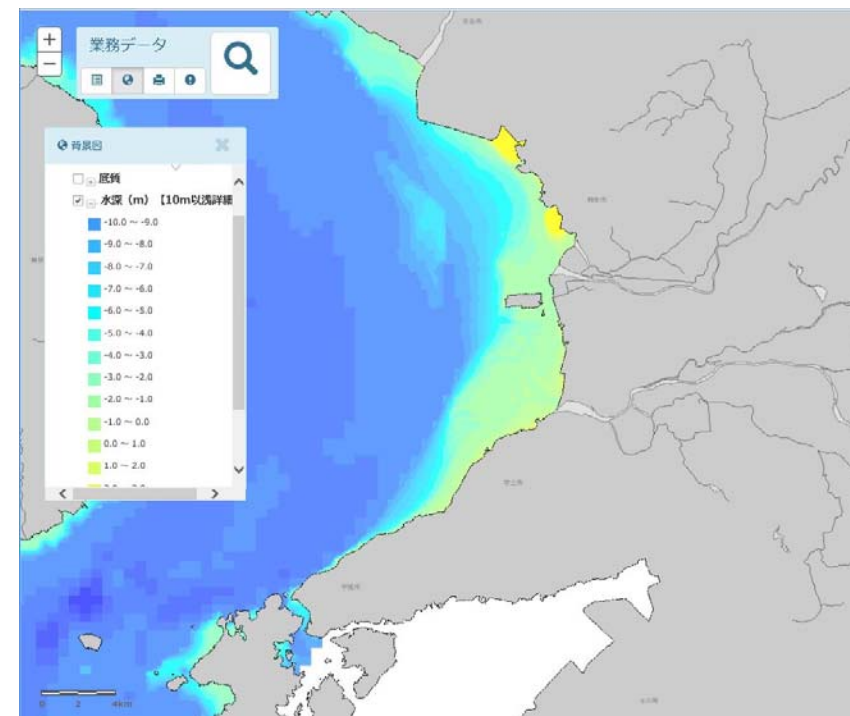 +
−
業務データ
背景図
底質
水深（m）【10m以浅詳細
-10.0 ～ -9.0
-9.0 ～ -8.0
-8.0 ～ -7.0
-7.0 ～ -6.0
-6.0 ～ -5.0
-5.0 ～ -4.0
-4.0 ～ -3.0
-3.0 ～ -2.0
-2.0 ～ -1.0
-1.0 ～ 0.0
0.0 ～ 1.0
1.0 ～ 2.0
宇土市
0 2 4km